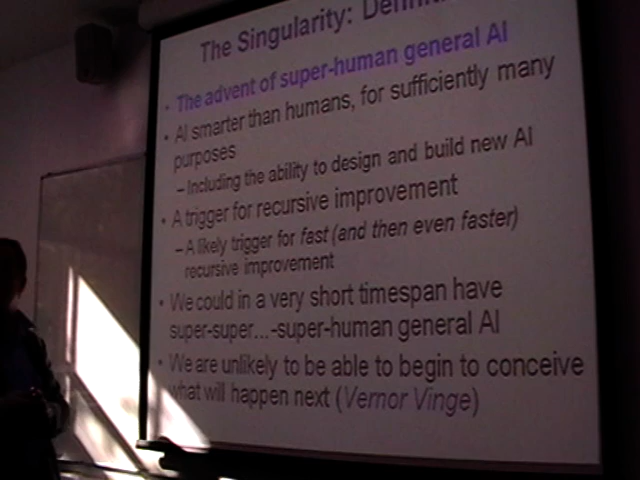 The Singularity:
• The advent of super-human general AI
• AI smarter than humans, for sufficiently many
purposes
– Including the ability to design and build new AI
• A trigger for recursive improvement
– A likely trigger for fast (and then even faster)
recursive improvement
• We could in a very short timespan have
super-super...-super-human general AI
• We are unlikely to be able to begin to conceive
what will happen next (Vernor Vinge)